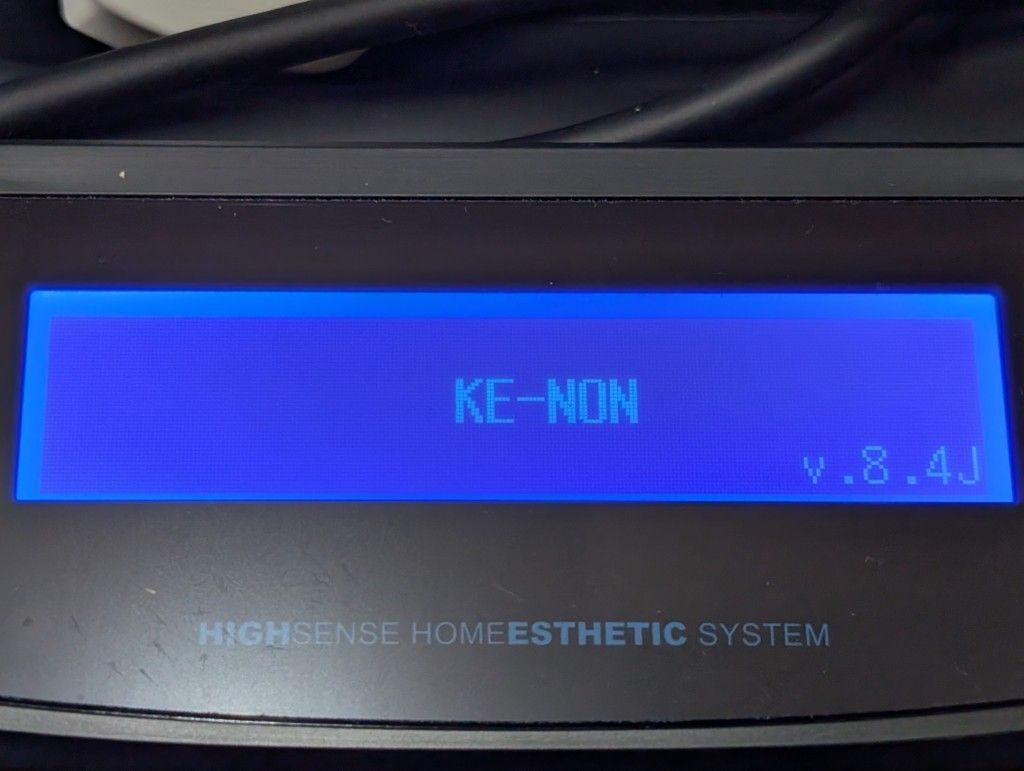 KE-NON
v.8.4J
HIGHSENSE HOMEESTHETIC SYSTEM